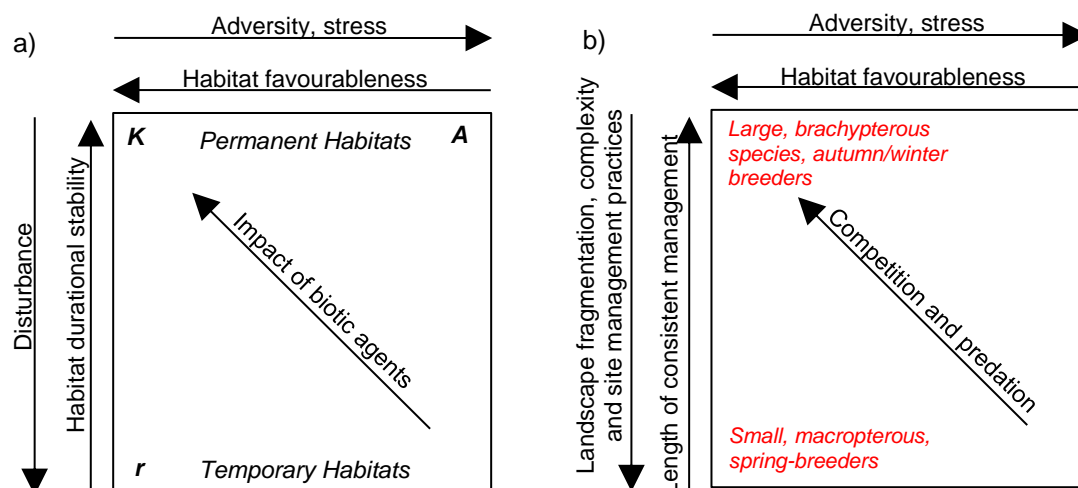 a)
Adversity, stress
Habitat favourableness
Disturbance
Habitat durational stability
K
Permanent Habitats
A
Impact of biotic agents
r
Temporary Habitats
b)
Adversity, stress
Habitat favourableness
Landscape fragmentation, complexity
and site management practices
Length of consistent management
Large, brachypterous
species, autumn/winter
breeders
Competition and predation
Small, macropterous,
spring-breeders